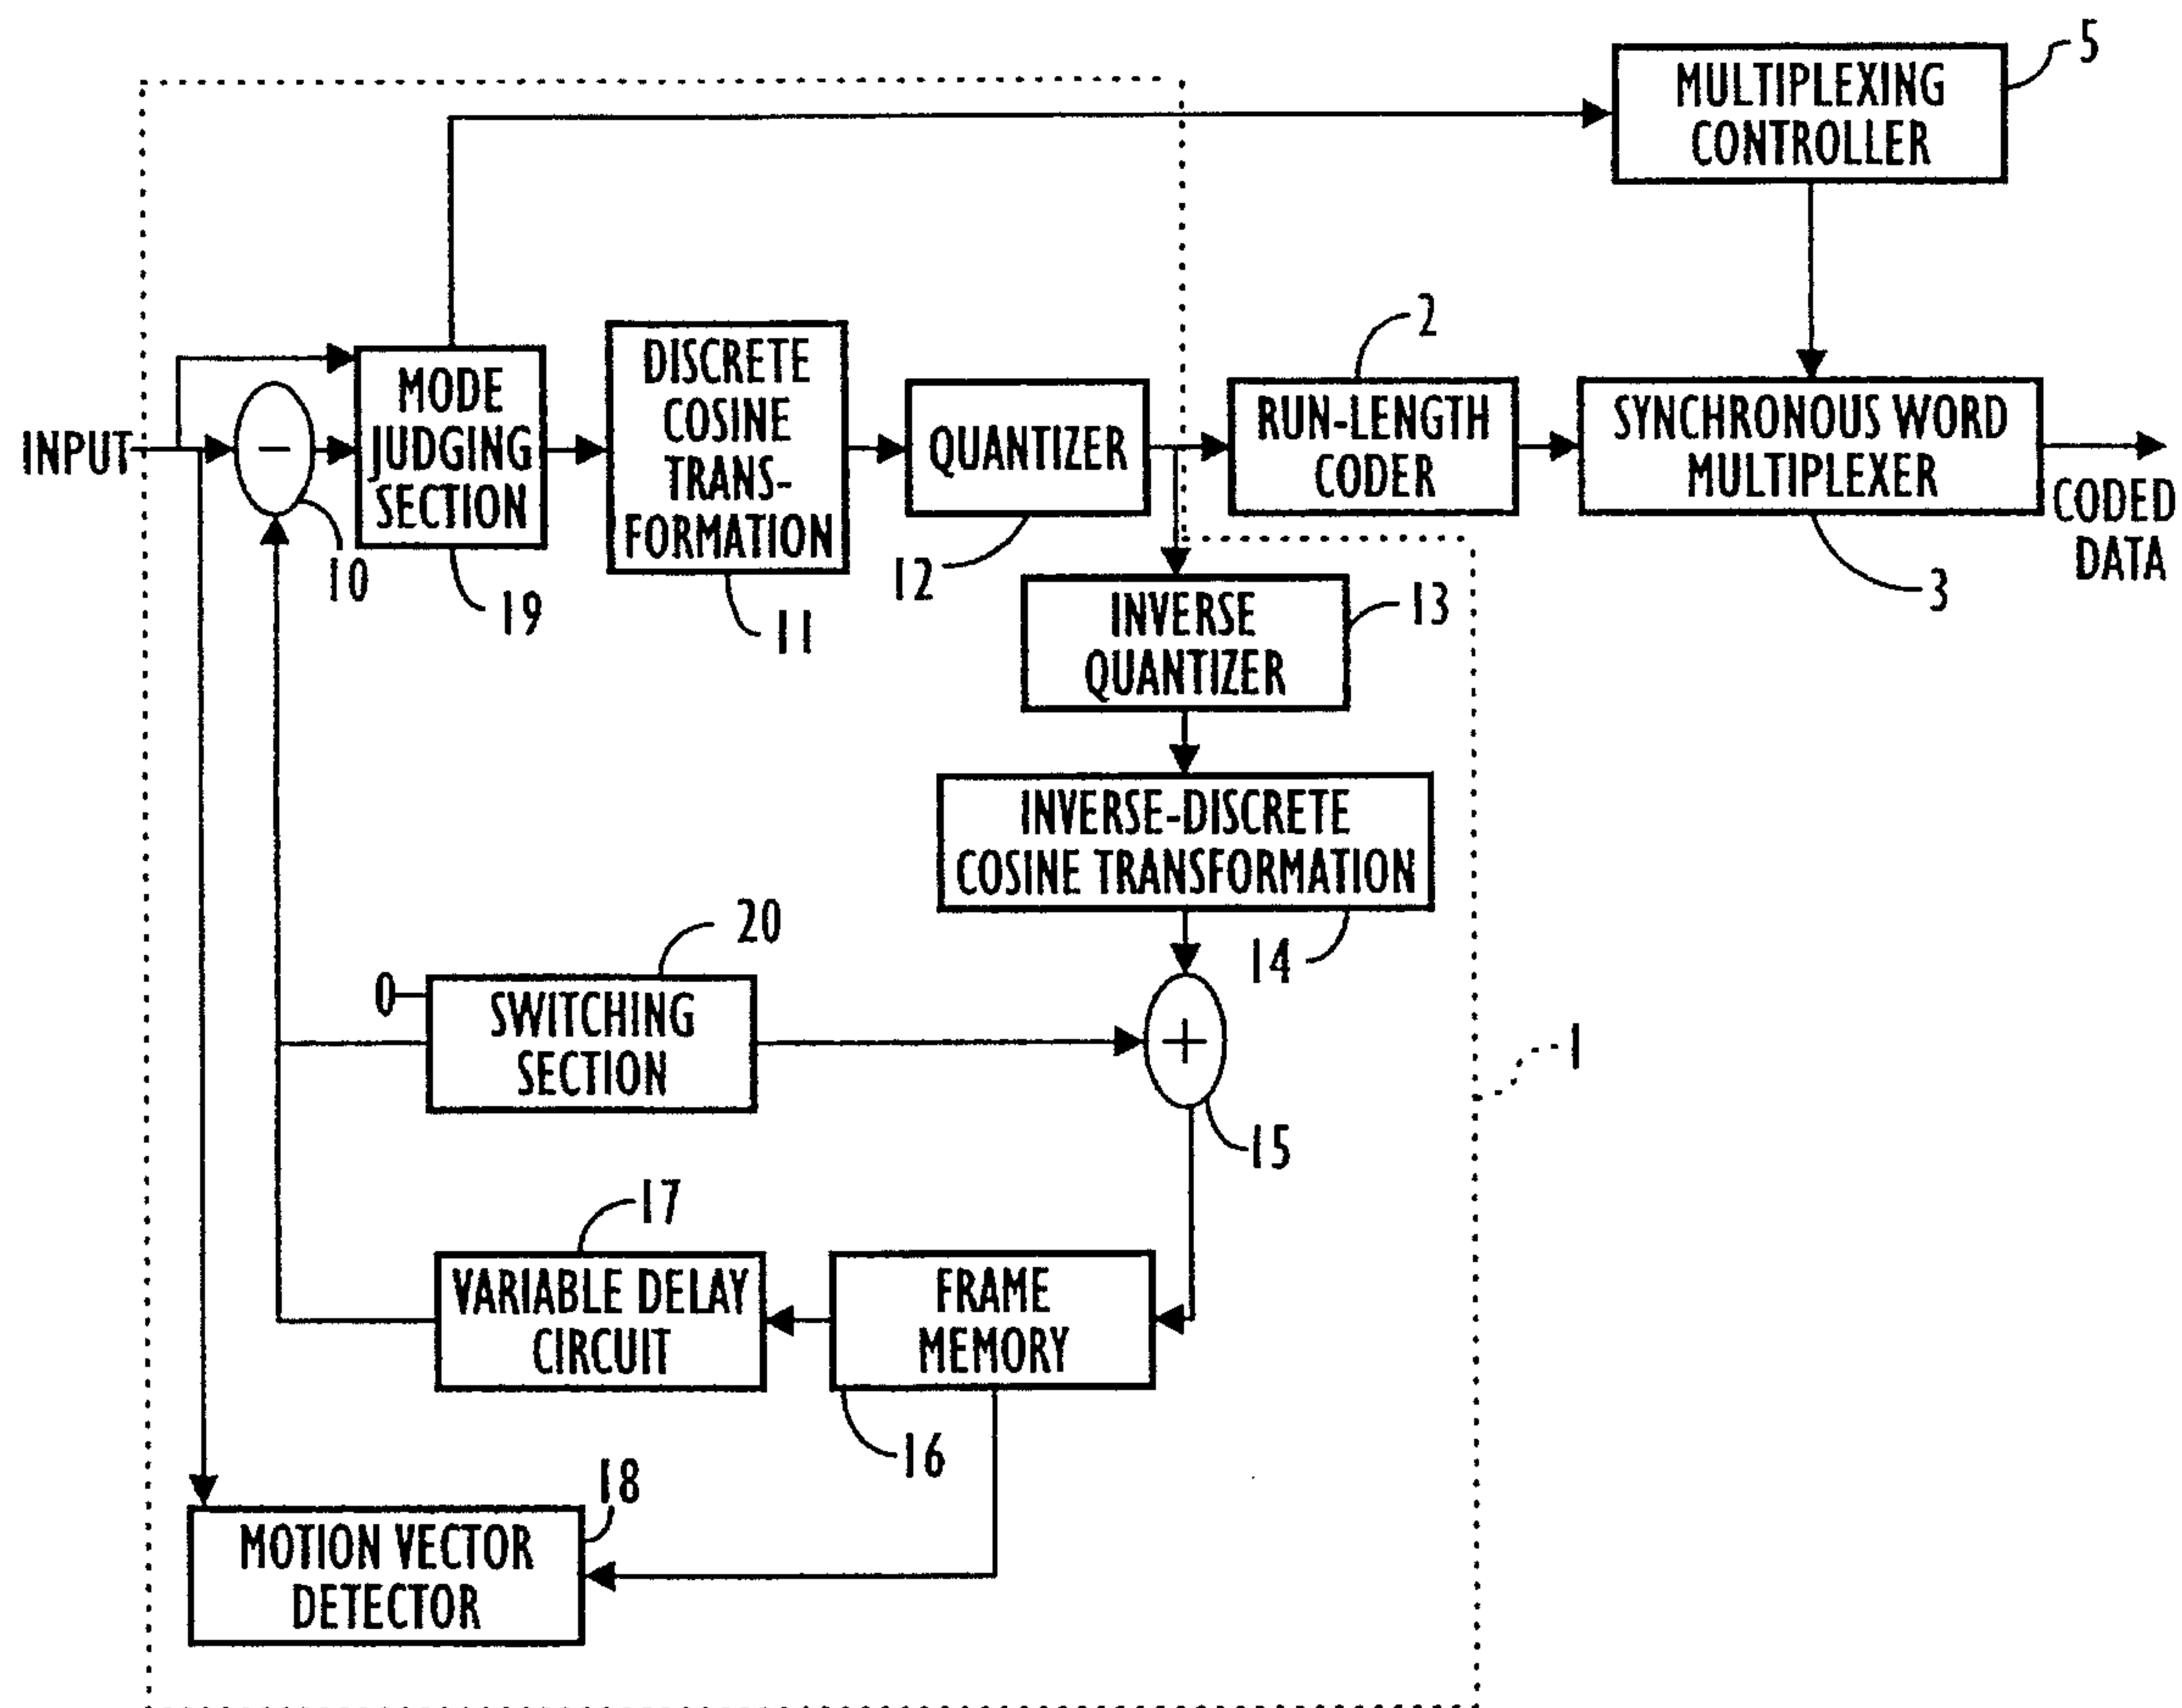 5
MULTIPLEXING
CONTROLLER
2
MODE
JUDGING
SECTION
DISCRETE
COSINE
TRANS-
FORMATION
INPUT
−
QUANTIZER
RUN-LENGTH
CODER
SYNCHRONOUS WORD
MULTIPLEXER
CODED
DATA
10
19
11
12
3
INVERSE
QUANTIZER
13
INVERSE-DISCRETE
COSINE TRANSFORMATION
14
20
0
SWITCHING
SECTION
+
1
15
17
VARIABLE DELAY
CIRCUIT
FRAME
MEMORY
16
18
MOTION VECTOR
DETECTOR